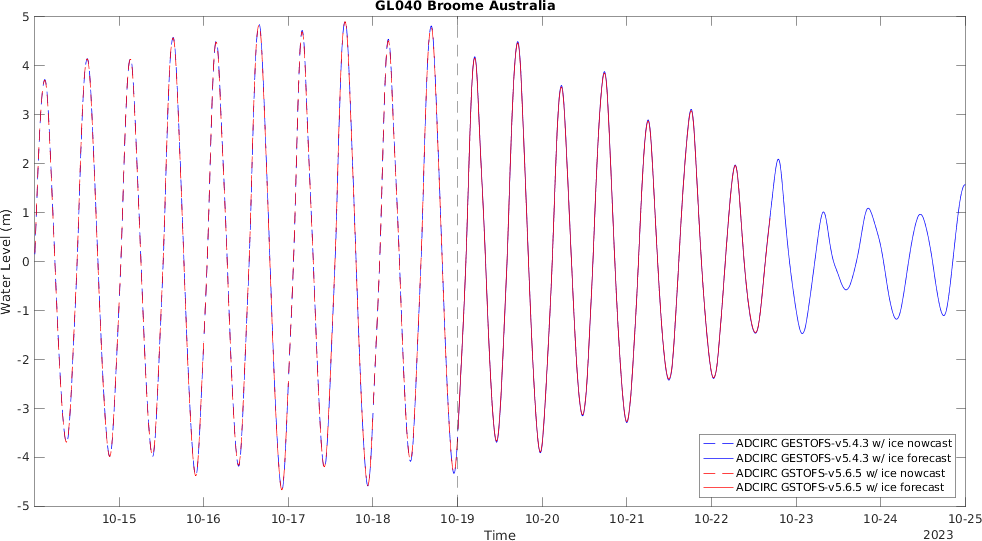 GL040 Broome Australia
5
4
3
2
1
0
-1
-2
-3
-4
-5
Water Level (m)
ADCIRC GESTOFS-v5.4.3 w/ ice nowcast
ADCIRC GESTOFS-v5.4.3 w/ ice forecast
ADCIRC GSTOFS-v5.6.5 w/ ice nowcast
ADCIRC GSTOFS-v5.6.5 w/ ice forecast
10-15 10-16 10-17 10-18 10-19 10-20 10-21 10-22 10-23 10-24 10-25
Time
2023